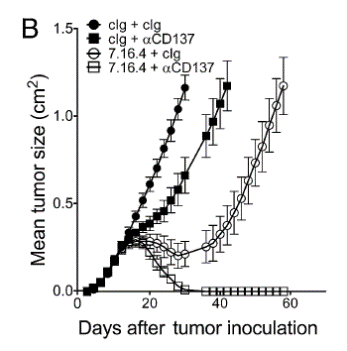 B
cIg + cIg
cIg + αCD137
7.16.4 + cIg
7.16.4 + αCD137
Mean tumor size (cm²)
1.5
1.0
0.5
0.0
0 20 40 60
Days after tumor inoculation